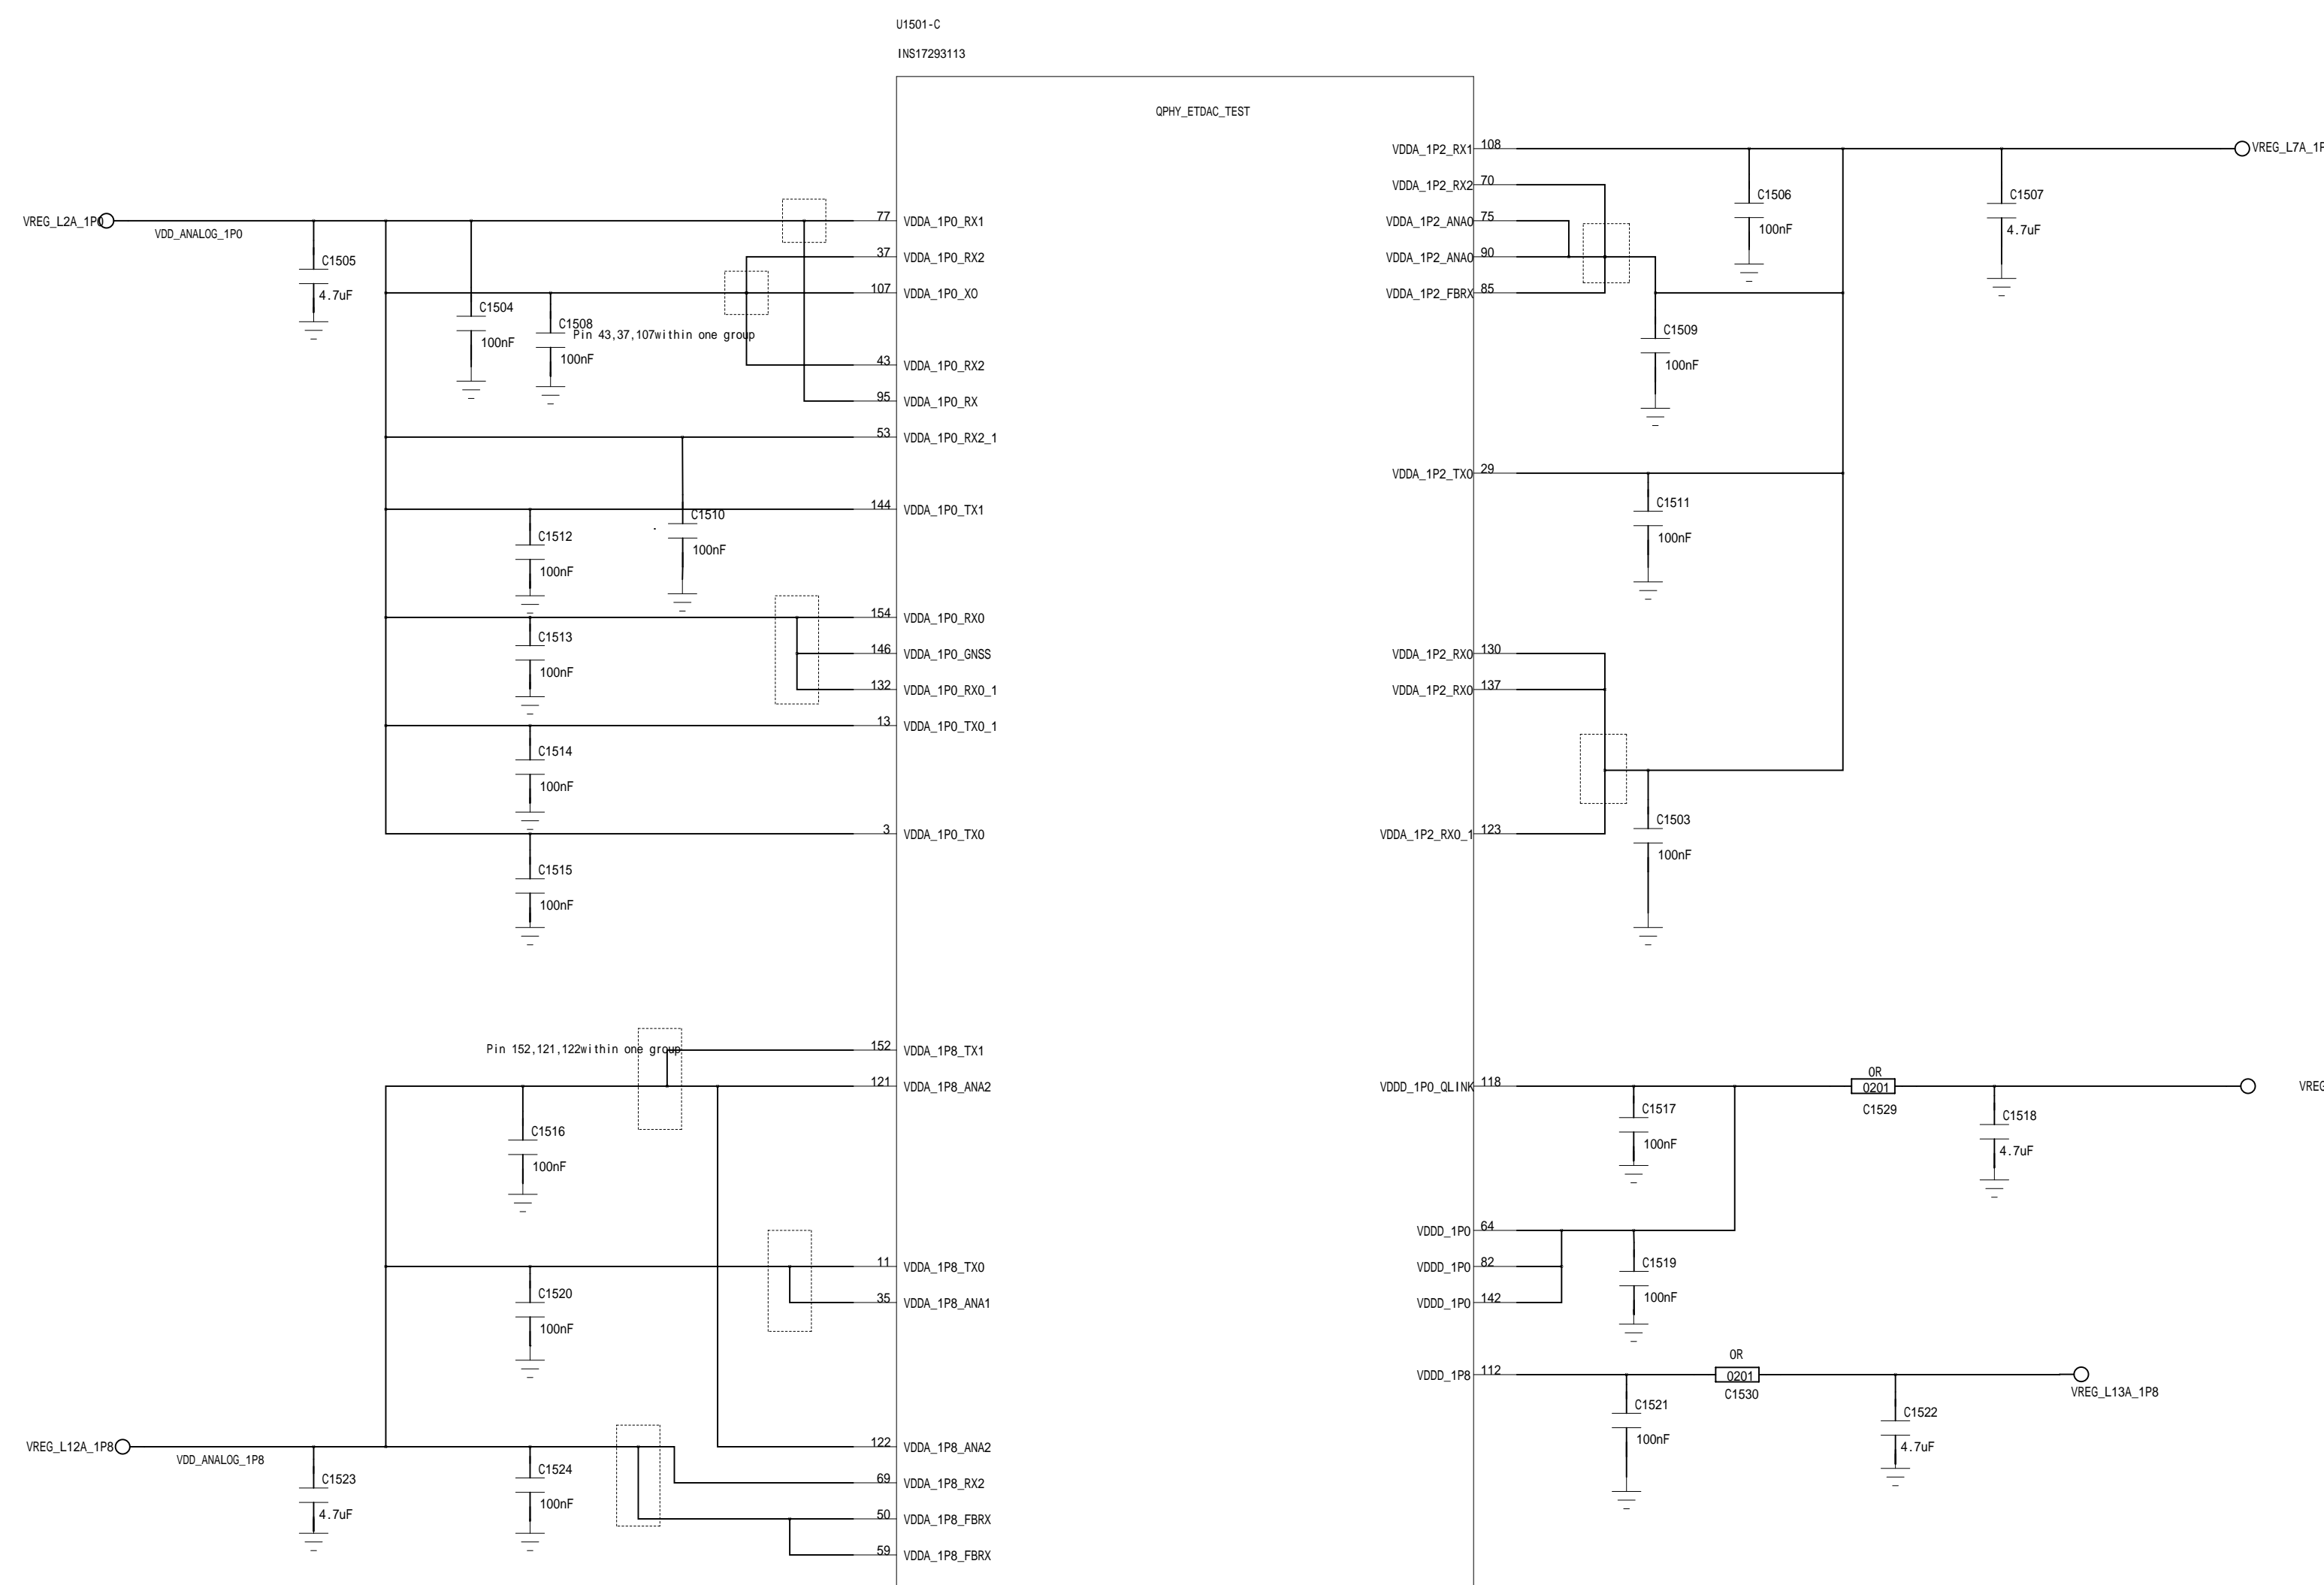 U1501-C
INS17293113
QPHY_ETDAC_TEST
VREG_L2A_1P0
VDD_ANALOG_1P0
C1505
4.7uF
C1504
100nF
C1508
Pin 43,37,107within one group
100nF
77 VDDA_1P0_RX1
37 VDDA_1P0_RX2
107 VDDA_1P0_XO
43 VDDA_1P0_RX2
95 VDDA_1P0_RX
53 VDDA_1P0_RX2_1
144 VDDA_1P0_TX1
C1510
100nF
C1512
100nF
154 VDDA_1P0_RX0
146 VDDA_1P0_GNSS
132 VDDA_1P0_RX0_1
C1513
100nF
13 VDDA_1P0_TX0_1
C1514
100nF
3 VDDA_1P0_TX0
C1515
100nF
Pin 152,121,122within one group
152 VDDA_1P8_TX1
121 VDDA_1P8_ANA2
C1516
100nF
11 VDDA_1P8_TX0
35 VDDA_1P8_ANA1
C1520
100nF
VREG_L12A_1P8
VDD_ANALOG_1P8
C1523
4.7uF
C1524
100nF
122 VDDA_1P8_ANA2
69 VDDA_1P8_RX2
50 VDDA_1P8_FBRX
59 VDDA_1P8_FBRX
VDDA_1P2_RX1 108
VDDA_1P2_RX2 70
VDDA_1P2_ANA0 75
VDDA_1P2_ANA0 90
VDDA_1P2_FBRX 85
VREG_L7A_1P
C1506
100nF
C1507
4.7uF
C1509
100nF
VDDA_1P2_TX0 29
C1511
100nF
VDDA_1P2_RX0 130
VDDA_1P2_RX0 137
VDDA_1P2_RX0_1 123
C1503
100nF
VDDD_1P0_QLINK 118
0R
0201
C1529
VREG
C1517
100nF
C1518
4.7uF
VDDD_1P0 64
VDDD_1P0 82
VDDD_1P0 142
C1519
100nF
VDDD_1P8 112
0R
0201
C1530
VREG_L13A_1P8
C1521
100nF
C1522
4.7uF